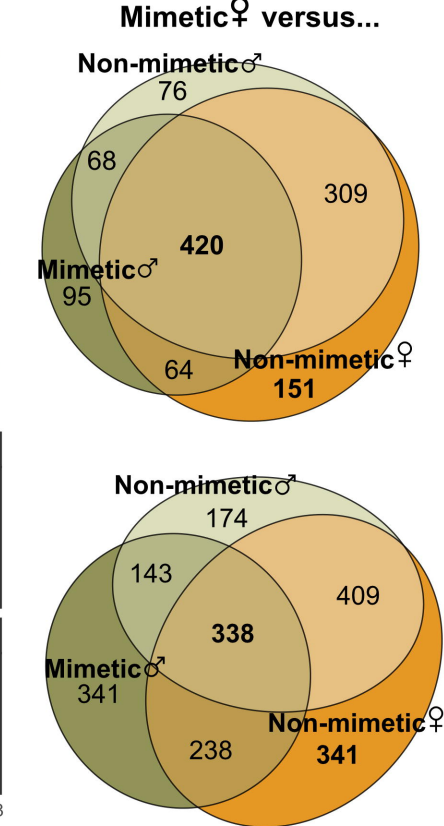 Mimetic♀ versus...
Non-mimetic♂
76
68
309
420
Mimetic♂
95
64
Non-mimetic♀
151
Non-mimetic♂
174
143
409
338
Mimetic♂
341
Non-mimetic♀
238
341
3